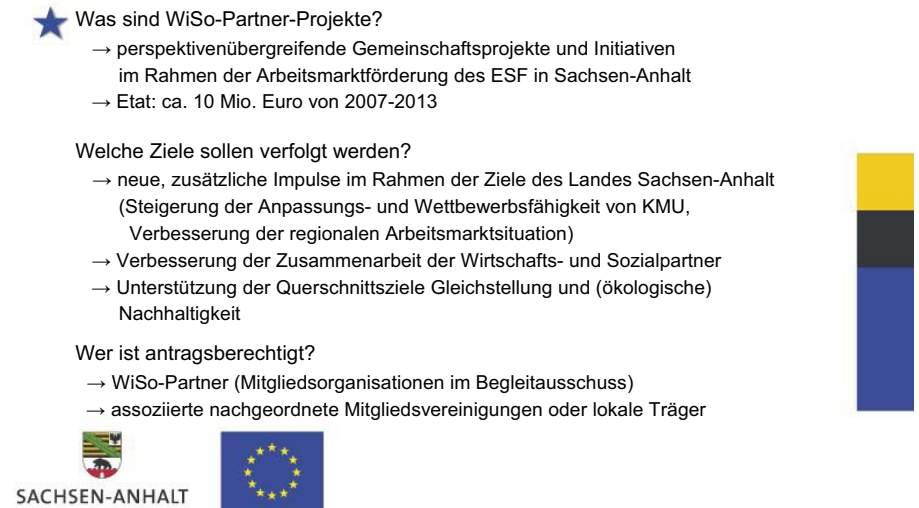 Was sind WiSo-Partner-Projekte?
→ perspektivenübergreifende Gemeinschaftsprojekte und Initiativen
im Rahmen der Arbeitsmarktförderung des ESF in Sachsen-Anhalt
→ Etat: ca. 10 Mio. Euro von 2007-2013
Welche Ziele sollen verfolgt werden?
→ neue, zusätzliche Impulse im Rahmen der Ziele des Landes Sachsen-Anhalt
(Steigerung der Anpassungs- und Wettbewerbsfähigkeit von KMU,
Verbesserung der regionalen Arbeitsmarktsituation)
→ Verbesserung der Zusammenarbeit der Wirtschafts- und Sozialpartner
→ Unterstützung der Querschnittsziele Gleichstellung und (ökologische)
Nachhaltigkeit
Wer ist antragsberechtigt?
→ WiSo-Partner (Mitgliedsorganisationen im Begleitausschuss)
→ assoziierte nachgeordnete Mitgliedsvereinigungen oder lokale Träger
SACHSEN-ANHALT